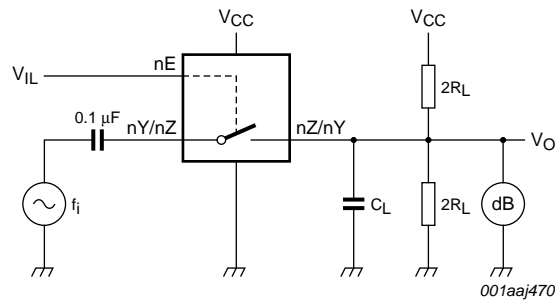 VCC
VCC
VIL
nE
2RL
0.1 μF
nY/nZ
nZ/nY
VO
fi
CL
2RL
dB
001aaj470